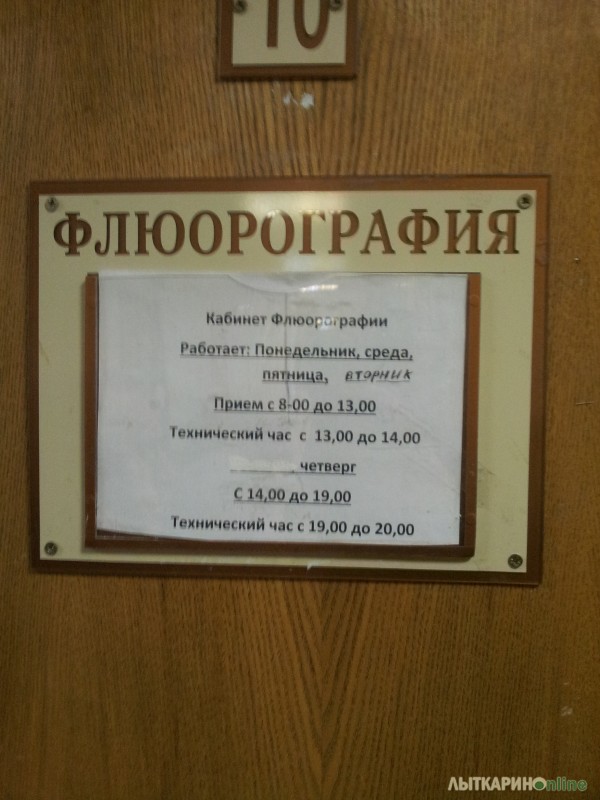 10
ФЛЮОРОГРАФИЯ
Кабинет Флюорографии
Работает: Понедельник, среда,
пятница, вторник
Прием с 8-00 до 13,00
Технический час с 13,00 до 14,00
четверг
С 14,00 до 19,00
Технический час с 19,00 до 20,00
ЛЫТКАРИНОonline